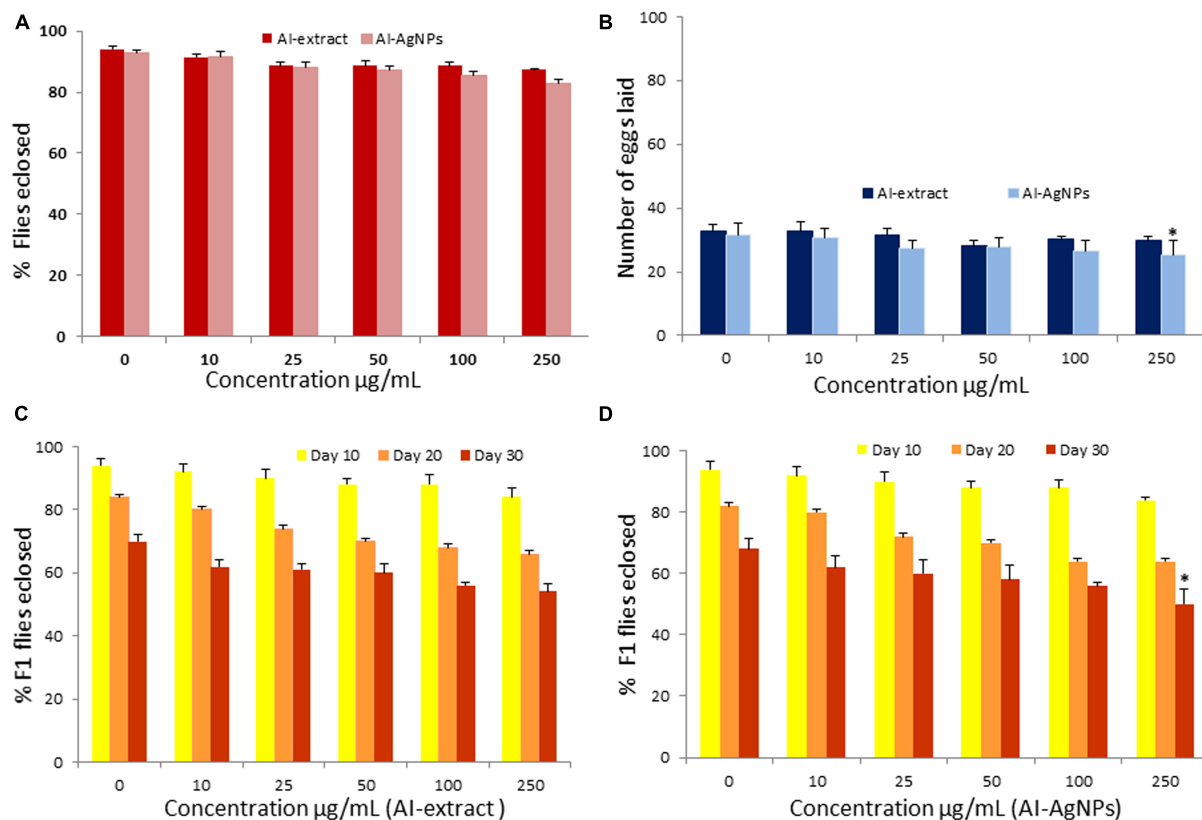 A
% Flies eclosed
100
80
60
40
20
0
AI-extract AI-AgNPs
0 10 25 50 100 250
Concentration µg/mL
B
Number of eggs laid
100
80
60
40
20
0
AI-extract AI-AgNPs
*
0 10 25 50 100 250
Concentration µg/mL
C
% F1 flies eclosed
100
80
60
40
20
0
Day 10 Day 20 Day 30
0 10 25 50 100 250
Concentration µg/mL (AI-extract )
D
% F1 flies eclosed
100
80
60
40
20
0
Day 10 Day 20 Day 30
*
0 10 25 50 100 250
Concentration µg/mL (AI-AgNPs)